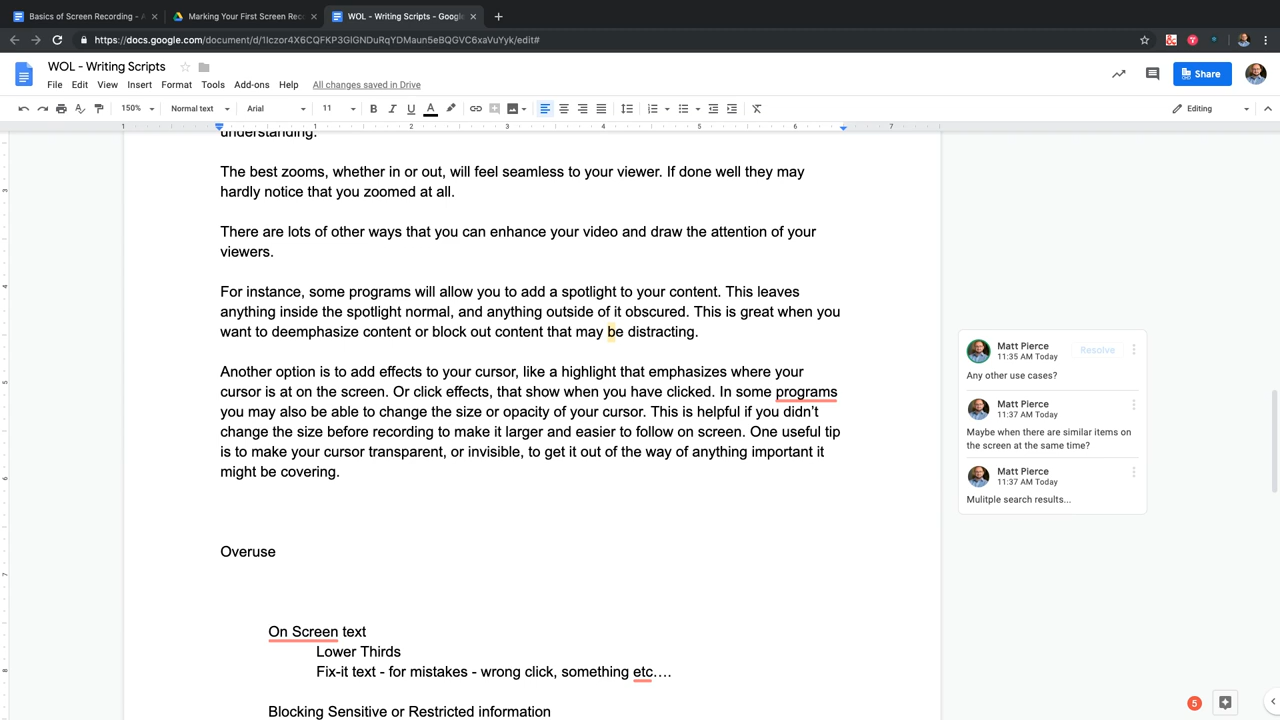 Basics of Screen Recording - A
Marking Your First Screen Reco
WOL - Writing Scripts - Google
WOL - Writing Scripts
File Edit View Insert Format Tools Add-ons Help All changes saved in Drive
Share
150% Normal text Arial 11 Editing
1 1 2 3 4 5 6 7
understanding.
The best zooms, whether in or out, will feel seamless to your viewer. If done well they may
hardly notice that you zoomed at all.
There are lots of other ways that you can enhance your video and draw the attention of your
viewers.
For instance, some programs will allow you to add a spotlight to your content. This leaves
anything inside the spotlight normal, and anything outside of it obscured. This is great when you
want to deemphasize content or block out content that may be distracting.
Another option is to add effects to your cursor, like a highlight that emphasizes where your
cursor is at on the screen. Or click effects, that show when you have clicked. In some programs
you may also be able to change the size or opacity of your cursor. This is helpful if you didn't
change the size before recording to make it larger and easier to follow on screen. One useful tip
is to make your cursor transparent, or invisible, to get it out of the way of anything important it
might be covering.
Overuse
On Screen text
Lower Thirds
Fix-it text - for mistakes - wrong click, something etc….
Blocking Sensitive or Restricted information
Matt Pierce
11:35 AM Today
Resolve
Any other use cases?
Matt Pierce
11:37 AM Today
Maybe when there are similar items on
the screen at the same time?
Matt Pierce
11:37 AM Today
Mulitple search results...
5